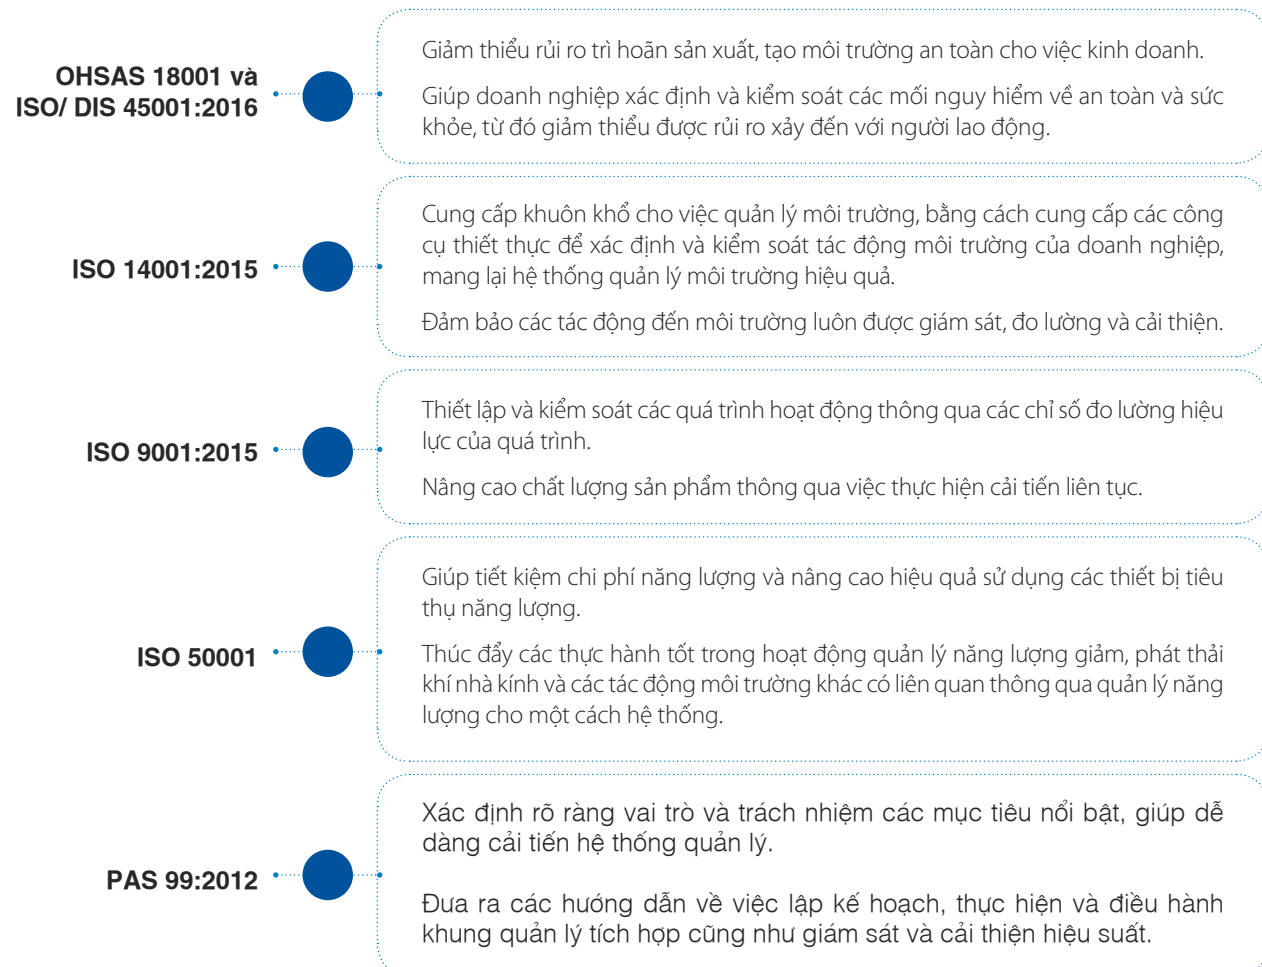 OHSAS 18001 và
ISO/ DIS 45001:2016
Giảm thiểu rủi ro trì hoãn sản xuất, tạo môi trường an toàn cho việc kinh doanh.
Giúp doanh nghiệp xác định và kiểm soát các mối nguy hiểm về an toàn và sức
khỏe, từ đó giảm thiểu được rủi ro xảy đến với người lao động.
ISO 14001:2015
Cung cấp khuôn khổ cho việc quản lý môi trường, bằng cách cung cấp các công
cụ thiết thực để xác định và kiểm soát tác động môi trường của doanh nghiệp,
mang lại hệ thống quản lý môi trường hiệu quả.
Đảm bảo các tác động đến môi trường luôn được giám sát, đo lường và cải thiện.
ISO 9001:2015
Thiết lập và kiểm soát các quá trình hoạt động thông qua các chỉ số đo lường hiệu
lực của quá trình.
Nâng cao chất lượng sản phẩm thông qua việc thực hiện cải tiến liên tục.
ISO 50001
Giúp tiết kiệm chi phí năng lượng và nâng cao hiệu quả sử dụng các thiết bị tiêu
thụ năng lượng.
Thúc đẩy các thực hành tốt trong hoạt động quản lý năng lượng giảm, phát thải
khí nhà kính và các tác động môi trường khác có liên quan thông qua quản lý năng
lượng cho một cách hệ thống.
PAS 99:2012
Xác định rõ ràng vai trò và trách nhiệm các mục tiêu nổi bật, giúp dễ
dàng cải tiến hệ thống quản lý.
Đưa ra các hướng dẫn về việc lập kế hoạch, thực hiện và điều hành
khung quản lý tích hợp cũng như giám sát và cải thiện hiệu suất.